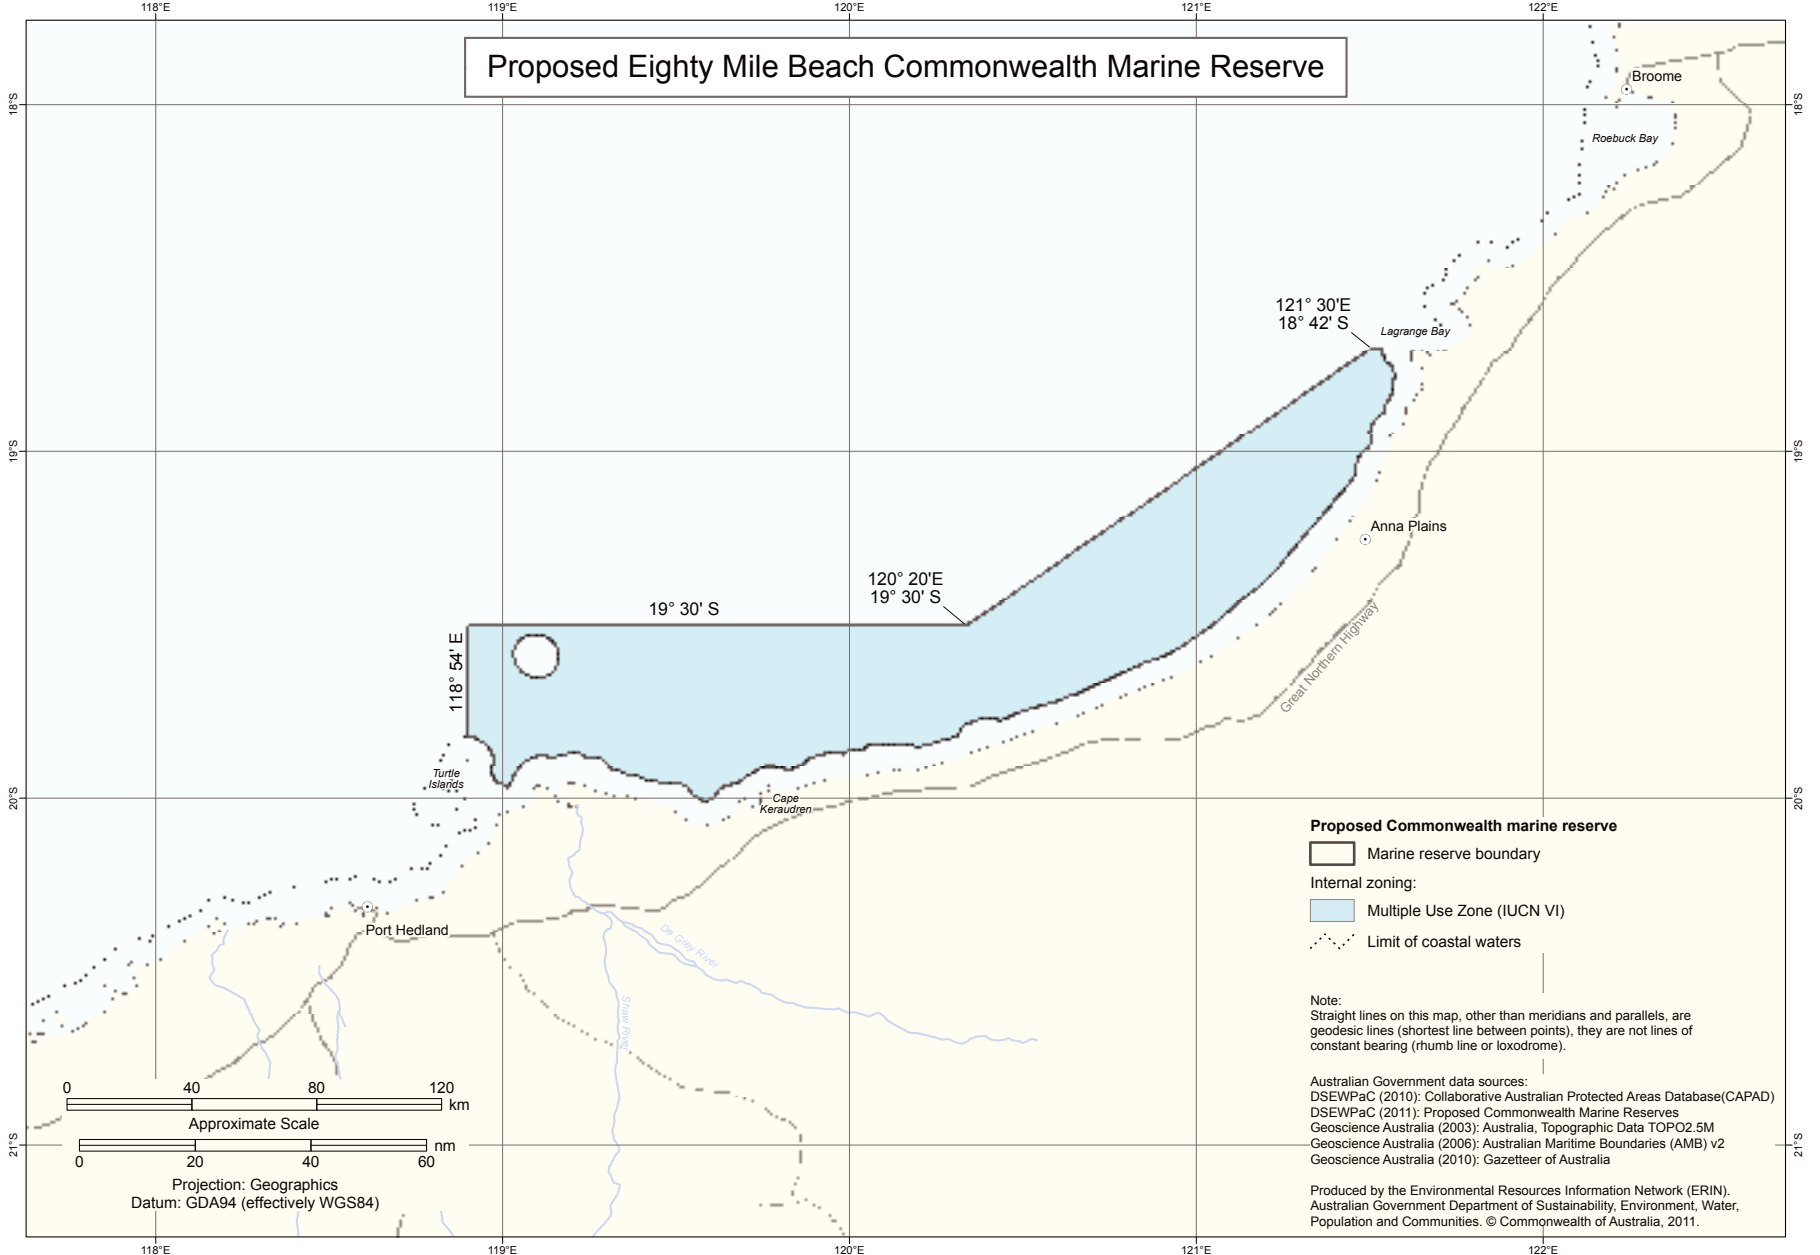 118°E
119°E
120°E
121°E
122°E
Proposed Eighty Mile Beach Commonwealth Marine Reserve
Broome
18°S
18°S
Roebuck Bay
121° 30'E
18° 42' S
Lagrange Bay
19°S
19°S
Anna Plains
120° 20'E
19° 30' S
19° 30' S
118° 54' E
Great Northern Highway
Turtle
Islands
Cape
Keraudren
20°S
20°S
Port Hedland
De Grey River
Shaw River
Proposed Commonwealth marine reserve
Marine reserve boundary
Internal zoning:
Multiple Use Zone (IUCN VI)
Limit of coastal waters
Note:
Straight lines on this map, other than meridians and parallels, are
geodesic lines (shortest line between points), they are not lines of
constant bearing (rhumb line or loxodrome).
Australian Government data sources:
DSEWPaC (2010): Collaborative Australian Protected Areas Database(CAPAD)
DSEWPaC (2011): Proposed Commonwealth Marine Reserves
Geoscience Australia (2003): Australia, Topographic Data TOPO2.5M
Geoscience Australia (2006): Australian Maritime Boundaries (AMB) v2
Geoscience Australia (2010): Gazetteer of Australia
Produced by the Environmental Resources Information Network (ERIN).
Australian Government Department of Sustainability, Environment, Water,
Population and Communities. © Commonwealth of Australia, 2011.
0 40 80 120
km
Approximate Scale
nm
0 20 40 60
Projection: Geographics
Datum: GDA94 (effectively WGS84)
21°S
21°S
118°E
119°E
120°E
121°E
122°E